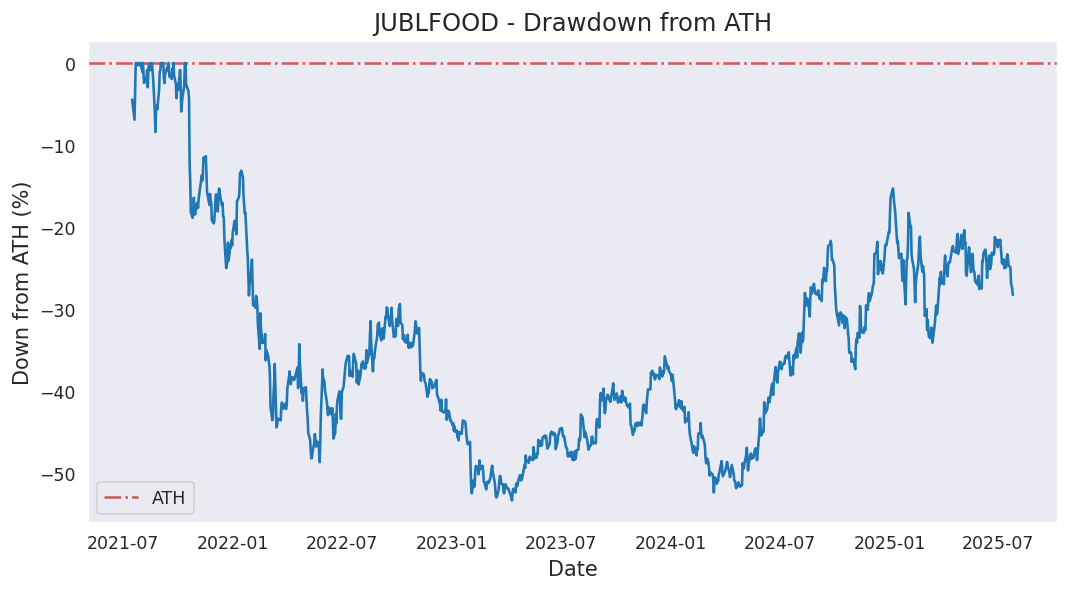 JUBLFOOD - Drawdown from ATH
Down from ATH (%)
0
−10
−20
−30
−40
−50
ATH
2021-07 2022-01 2022-07 2023-01 2023-07 2024-01 2024-07 2025-01 2025-07
Date